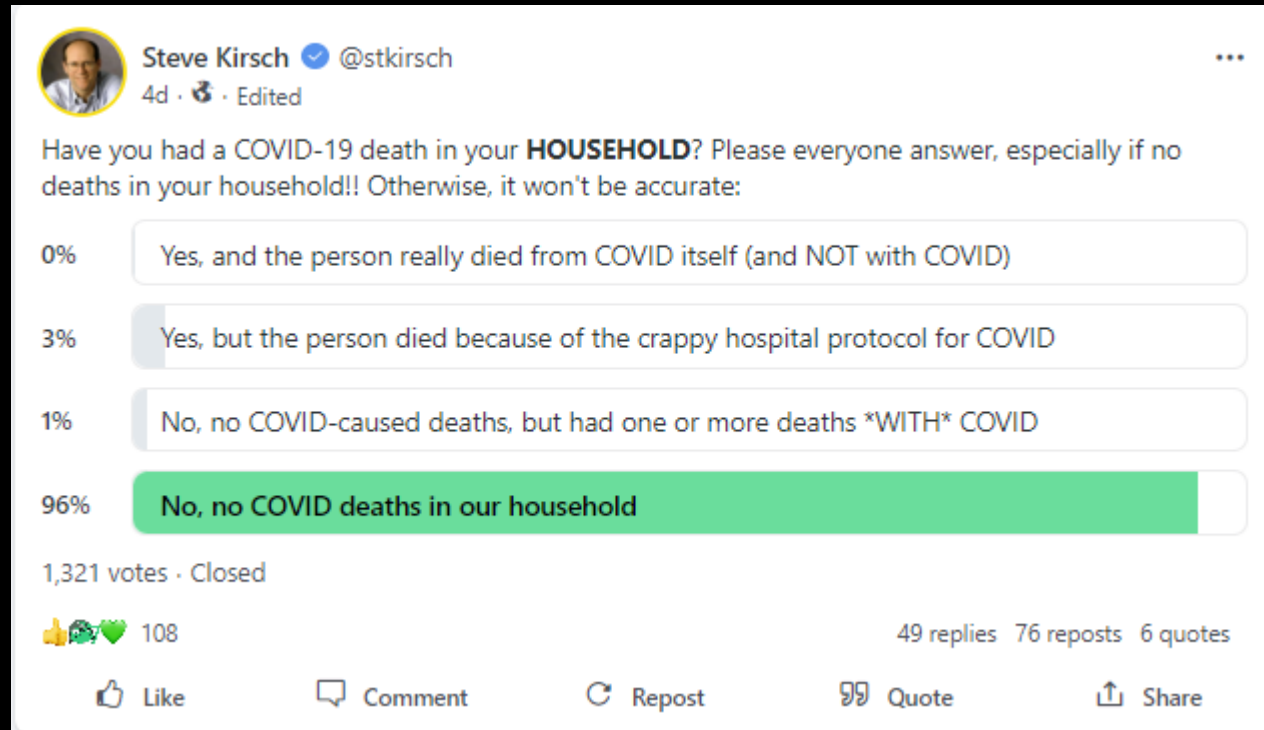 Steve Kirsch @stkirsch
4d · · Edited
Have you had a COVID-19 death in your HOUSEHOLD? Please everyone answer, especially if no
deaths in your household!! Otherwise, it won't be accurate:
0% Yes, and the person really died from COVID itself (and NOT with COVID)
3% Yes, but the person died because of the crappy hospital protocol for COVID
1% No, no COVID-caused deaths, but had one or more deaths *WITH* COVID
96% No, no COVID deaths in our household
1,321 votes · Closed
108 49 replies 76 reposts 6 quotes
Like Comment Repost Quote Share